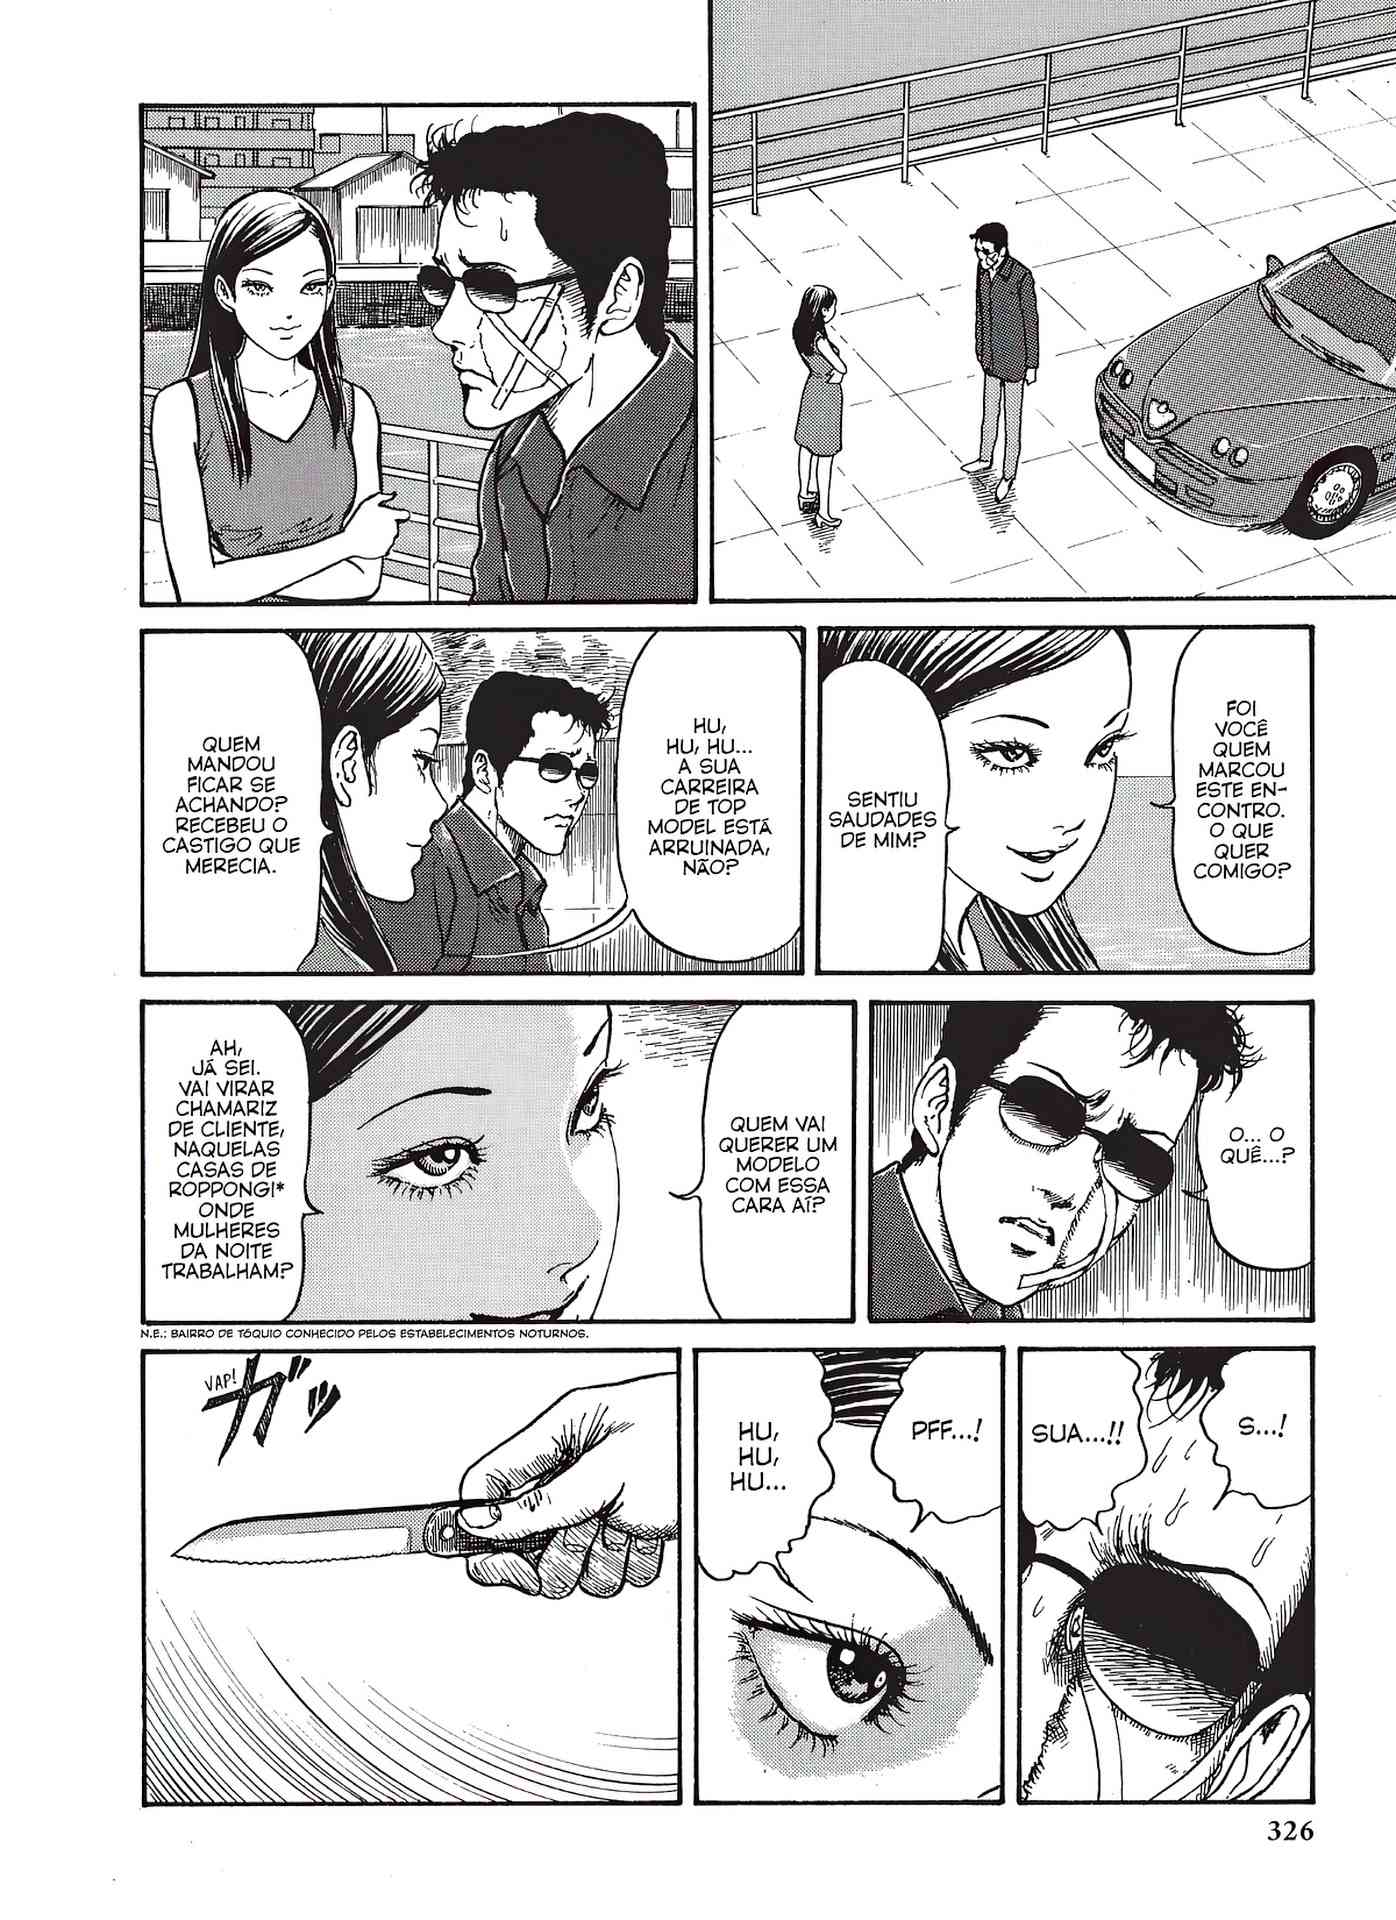 FOI
VOCÊ
QUEM
MARCOU
ESTE EN-
CONTRO.
O QUE
QUER
COMIGO?
SENTIU
SAUDADES
DE MIM?
HU,
HU, HU...
A SUA
CARREIRA
DE TOP
MODEL ESTÁ
ARRUINADA,
NÃO?
QUEM
MANDOU
FICAR SE
ACHANDO?
RECEBEU O
CASTIGO QUE
MERECIA.
O... O
QUÊ...?
QUEM VAI
QUERER UM
MODELO
COM ESSA
CARA AÍ?
AH,
JÁ SEI.
VAI VIRAR
CHAMARIZ
DE CLIENTE,
NAQUELAS
CASAS DE
ROPPONGI*
ONDE
MULHERES
DA NOITE
TRABALHAM?
N.E.: BAIRRO DE TÓQUIO CONHECIDO PELOS ESTABELECIMENTOS NOTURNOS.
S...!
SUA...!!
PFF...!
HU,
HU,
HU...
VAP!
ガッ
326